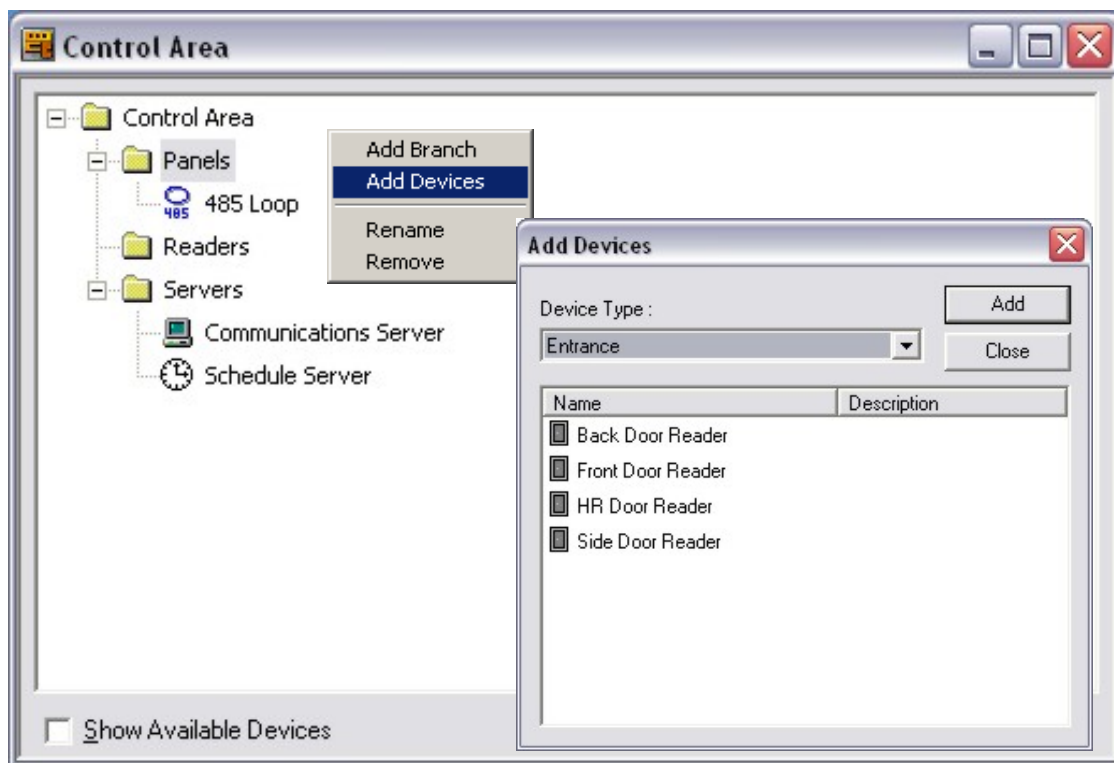 Control Area
Control Area
Panels
485
485 Loop
Readers
Servers
Communications Server
Schedule Server
Add Branch
Add Devices
Rename
Remove
Add Devices
Device Type :
Entrance
Add
Close
Name Description
Back Door Reader
Front Door Reader
HR Door Reader
Side Door Reader
Show Available Devices